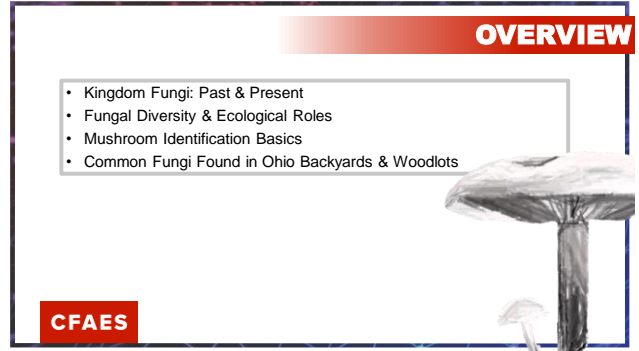 OVERVIEW
• Kingdom Fungi: Past & Present
• Fungal Diversity & Ecological Roles
• Mushroom Identification Basics
• Common Fungi Found in Ohio Backyards & Woodlots
CFAES